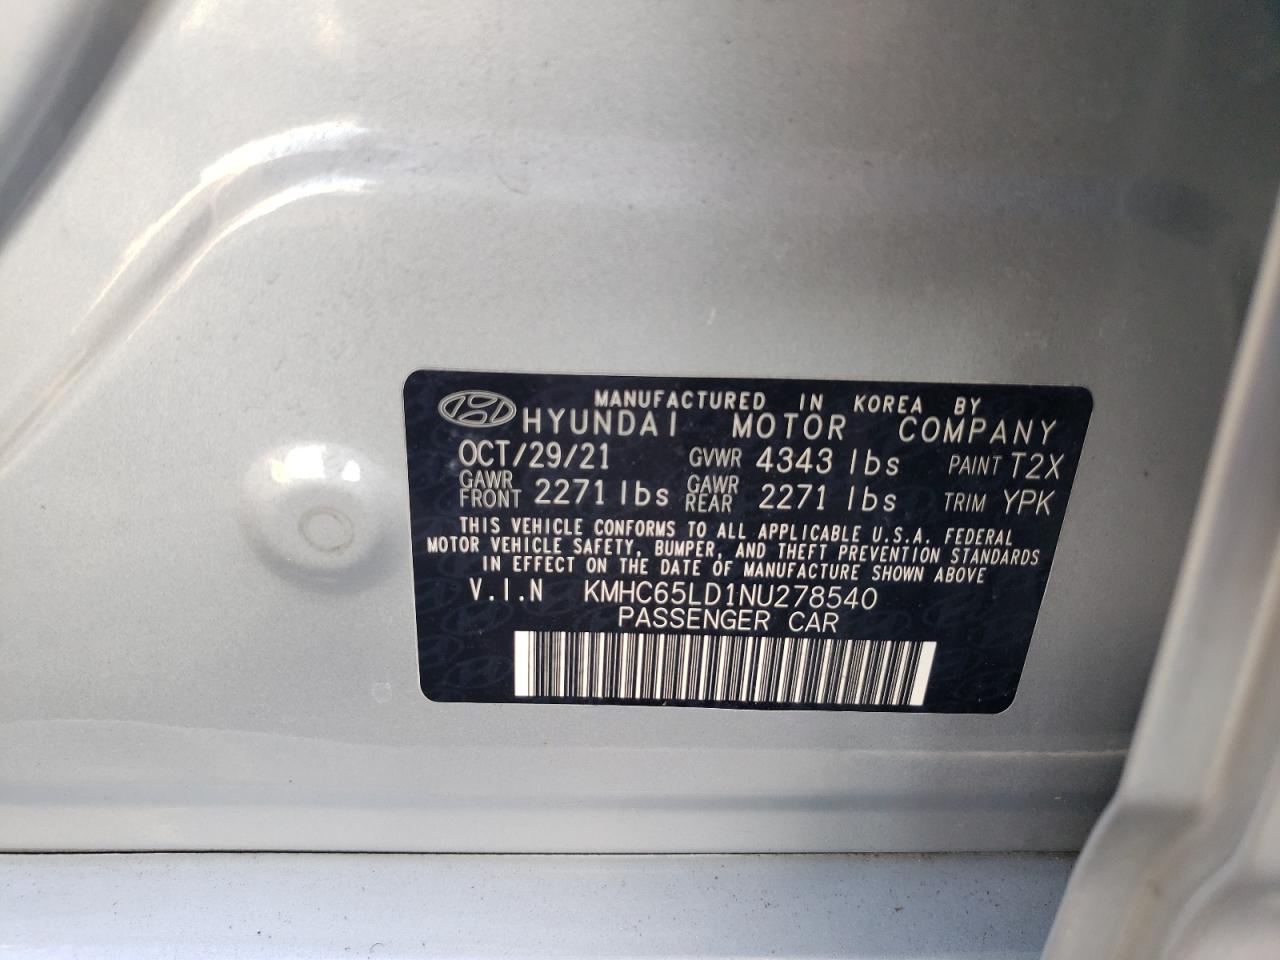 MANUFACTURED IN KOREA BY
HYUNDAI MOTOR COMPANY
OCT/29/21 GVWR 4343 lbs PAINT T2X
GAWR FRONT 2271 lbs GAWR REAR 2271 lbs TRIM YPK
THIS VEHICLE CONFORMS TO ALL APPLICABLE U.S.A. FEDERAL
MOTOR VEHICLE SAFETY, BUMPER, AND THEFT PREVENTION STANDARDS
IN EFFECT ON THE DATE OF MANUFACTURE SHOWN ABOVE
V.I.N KMHC65LD1NU278540
PASSENGER CAR